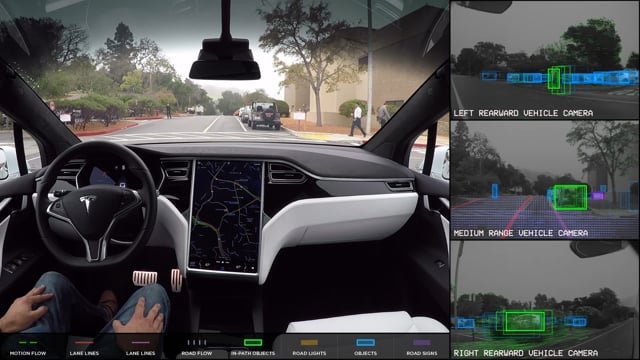 LEFT REARWARD VEHICLE CAMERA
MEDIUM RANGE VEHICLE CAMERA
RIGHT REARWARD VEHICLE CAMERA
MOTION FLOW
LANE LINES
LANE LINES
ROAD FLOW
IN-PATH OBJECTS
ROAD LIGHTS
OBJECTS
ROAD SIGNS